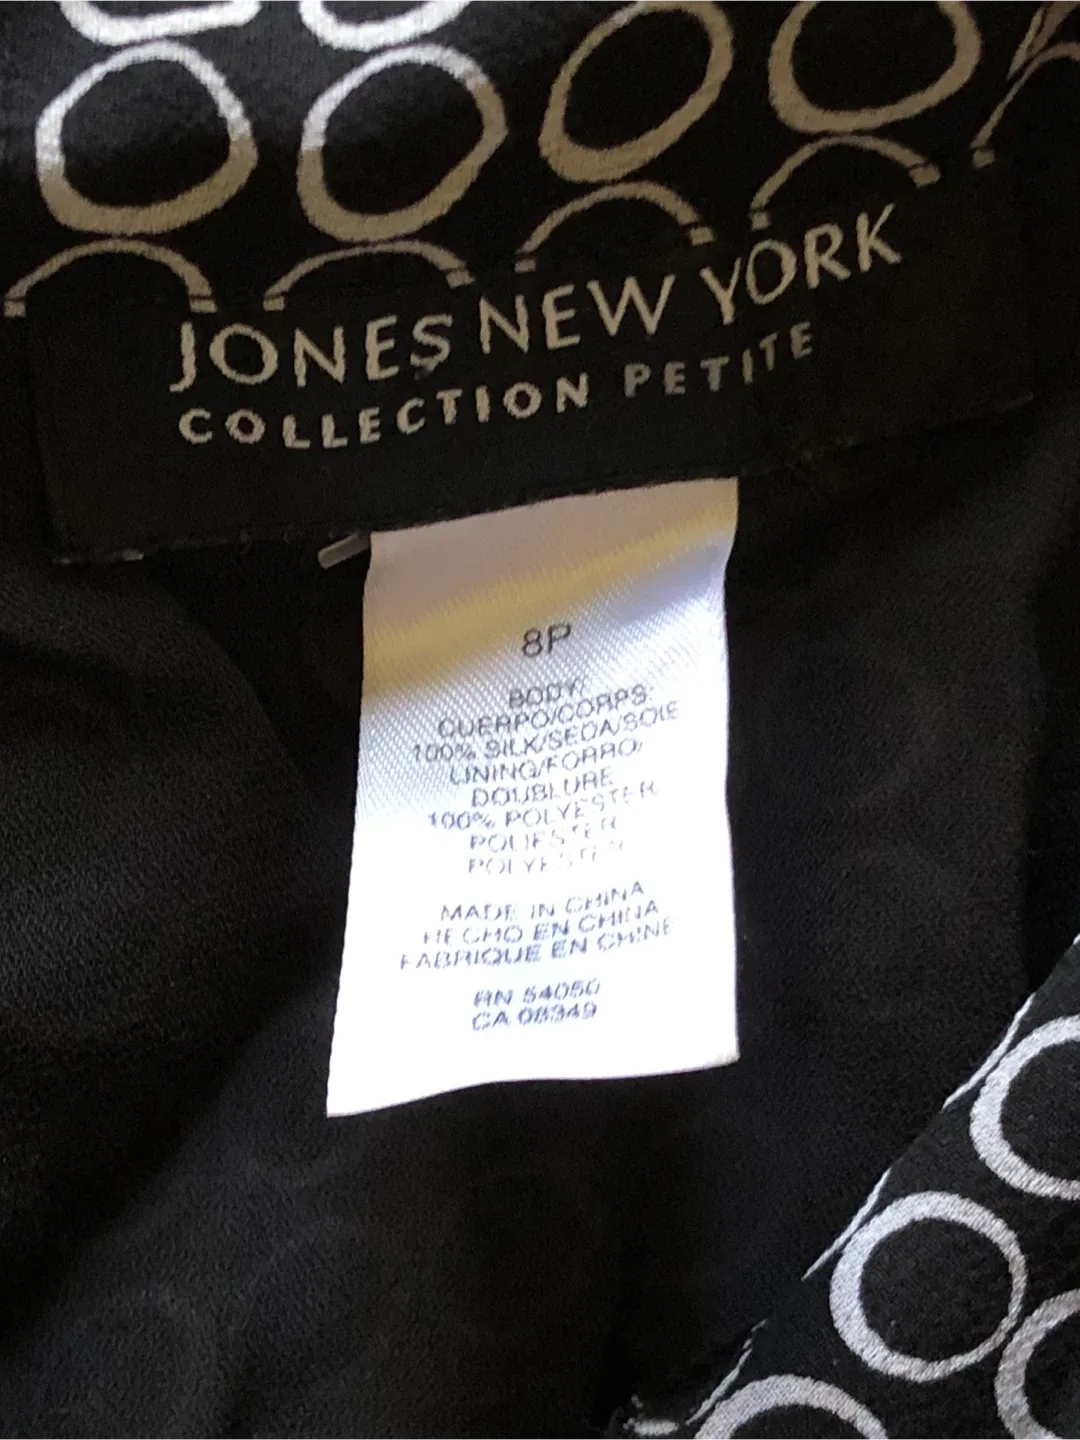 JONES NEW YORK
COLLECTION PETITE
8P
BODY/
CUERPO/CORPS:
100% SILK/SEDA/SOIE
LINING/FORRO/
DOUBLURE
100% POLYESTER
POLIESTER
POLYESTER
MADE IN CHINA
HECHO EN CHINA
FABRIQUE EN CHINE
RN 54050
CA 08349